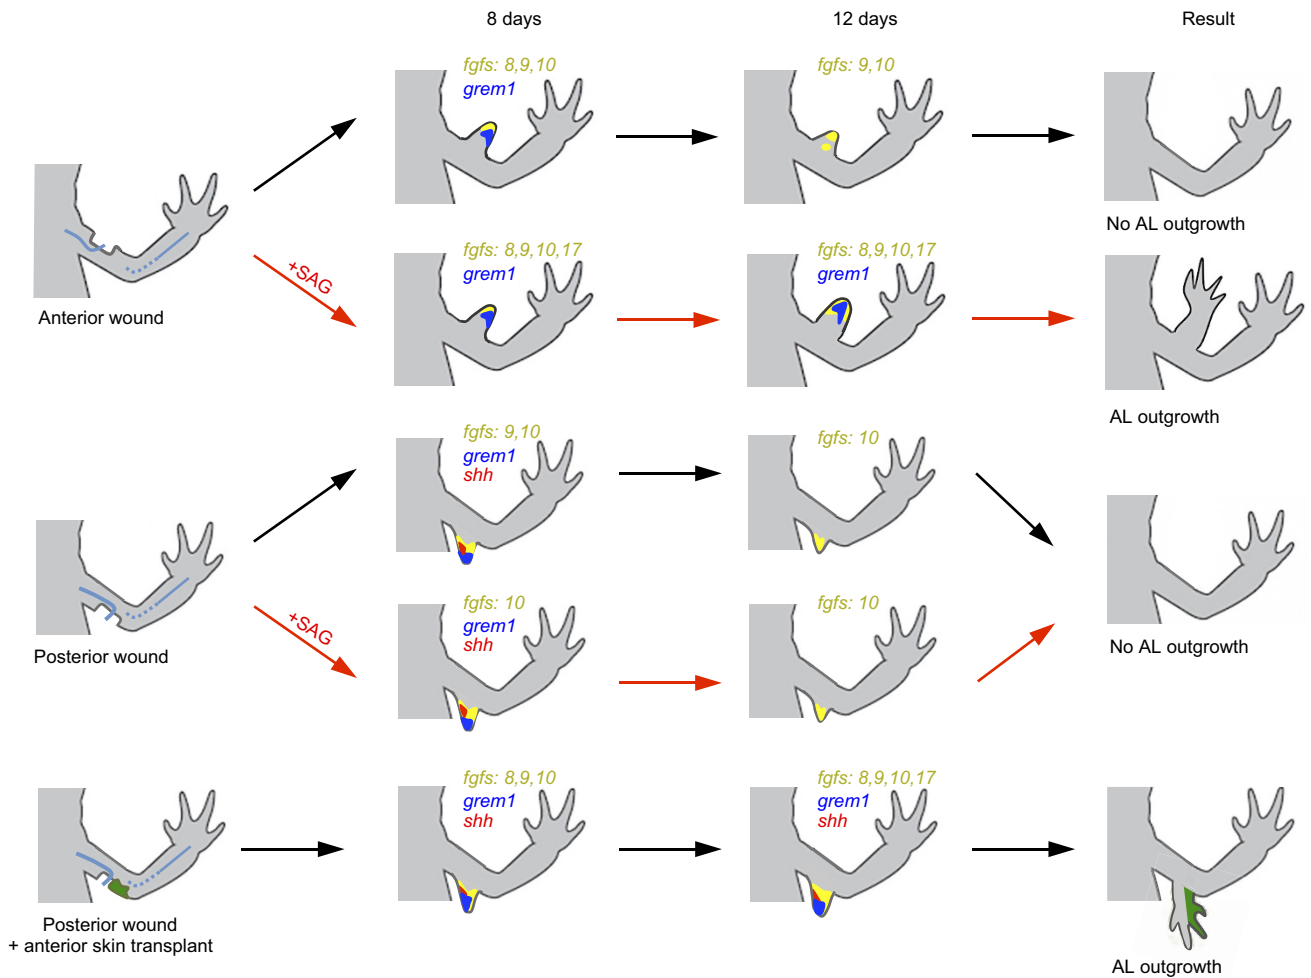 8 days
12 days
Result
fgfs: 8,9,10
grem1
fgfs: 9,10
No AL outgrowth
Anterior wound
+SAG
fgfs: 8,9,10,17
grem1
fgfs: 8,9,10,17
grem1
AL outgrowth
fgfs: 9,10
grem1
shh
fgfs: 10
Posterior wound
+SAG
fgfs: 10
grem1
shh
fgfs: 10
No AL outgrowth
Posterior wound
+ anterior skin transplant
fgfs: 8,9,10
grem1
shh
fgfs: 8,9,10,17
grem1
shh
AL outgrowth